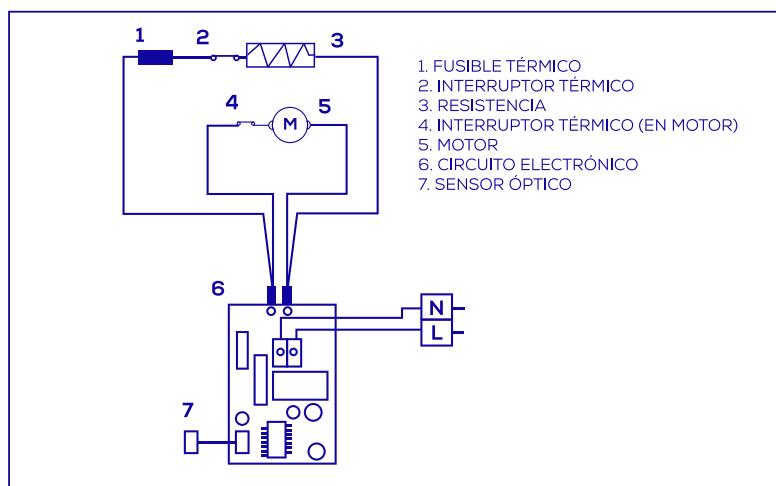 1
2
3
4
M
5
1. FUSIBLE TÉRMICO
2. INTERRUPTOR TÉRMICO
3. RESISTENCIA
4. INTERRUPTOR TÉRMICO (EN MOTOR)
5. MOTOR
6. CIRCUITO ELECTRÓNICO
7. SENSOR ÓPTICO
6
N
L
7